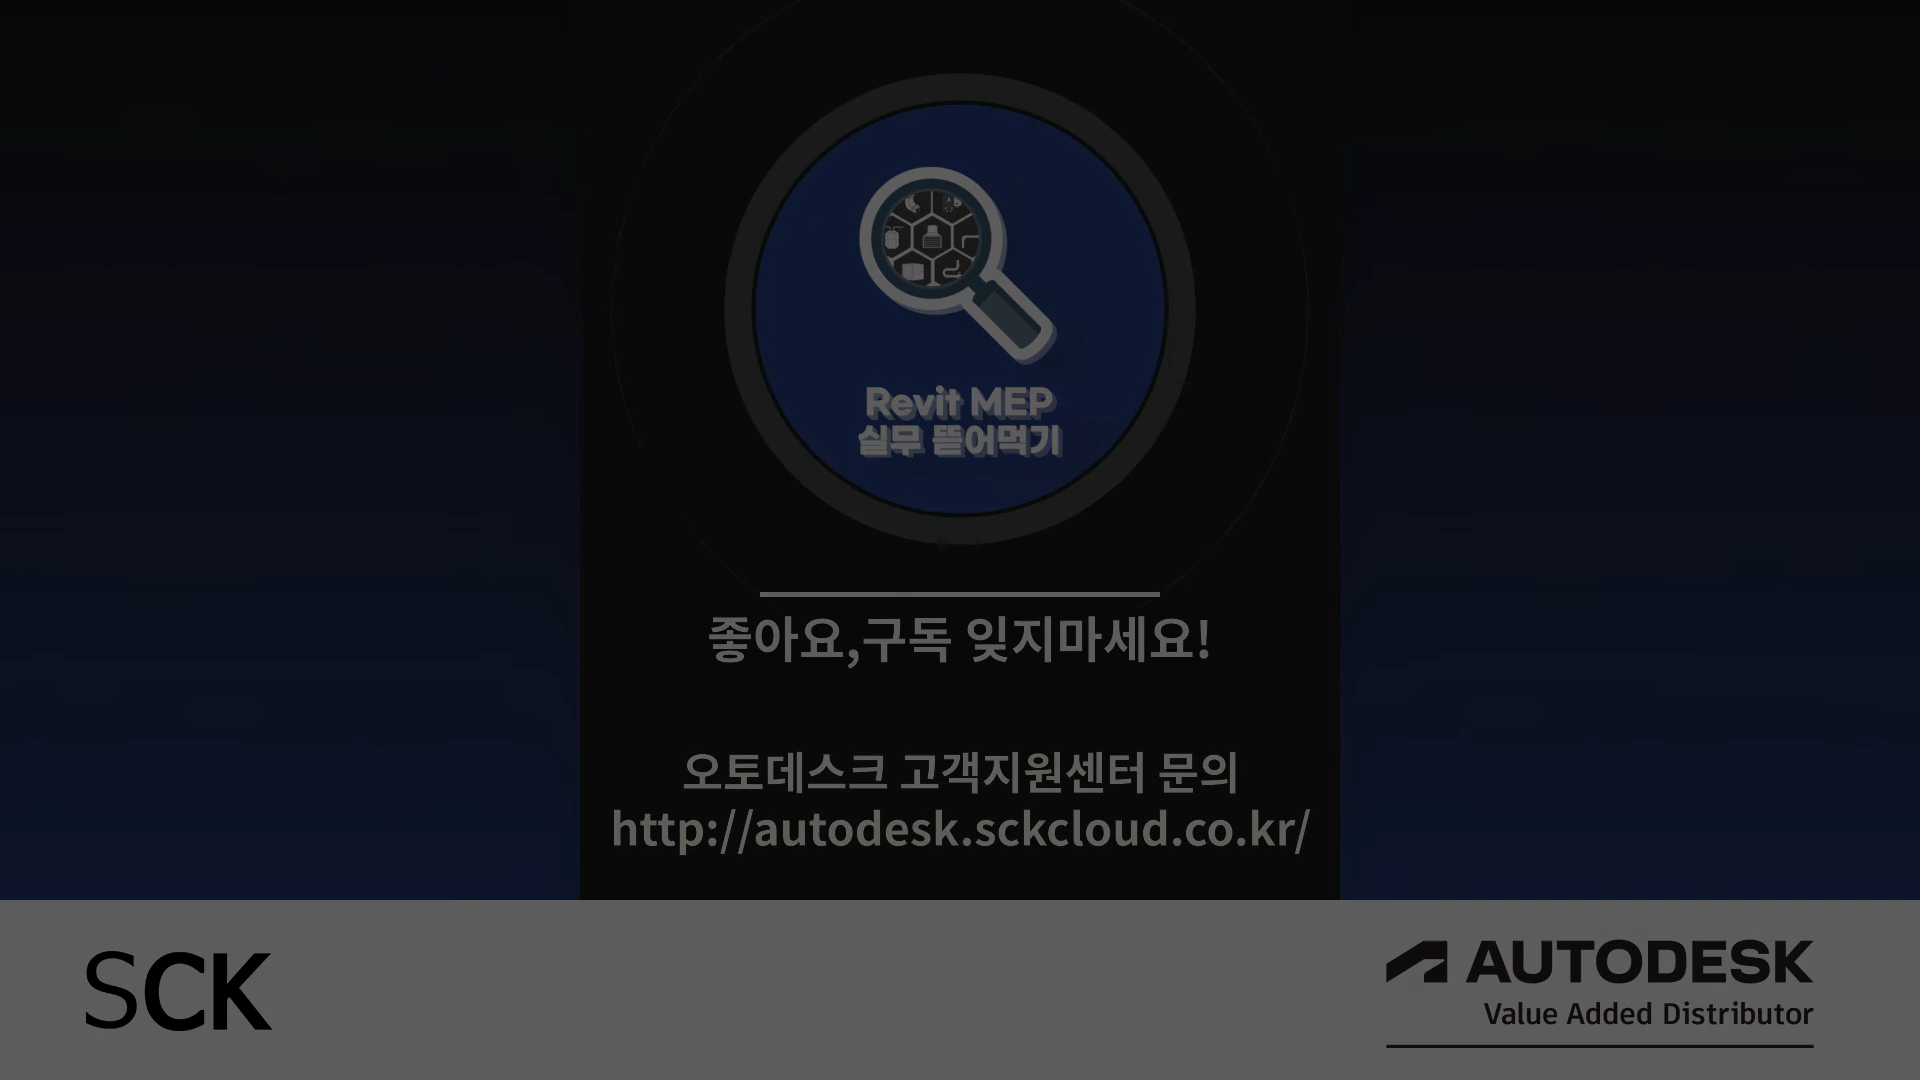 Revit MEP
실무 뜯어먹기
좋아요,구독 잊지마세요!
오토데스크 고객지원센터 문의
http://autodesk.sckcloud.co.kr/
SCK
AUTODESK
Value Added Distributor